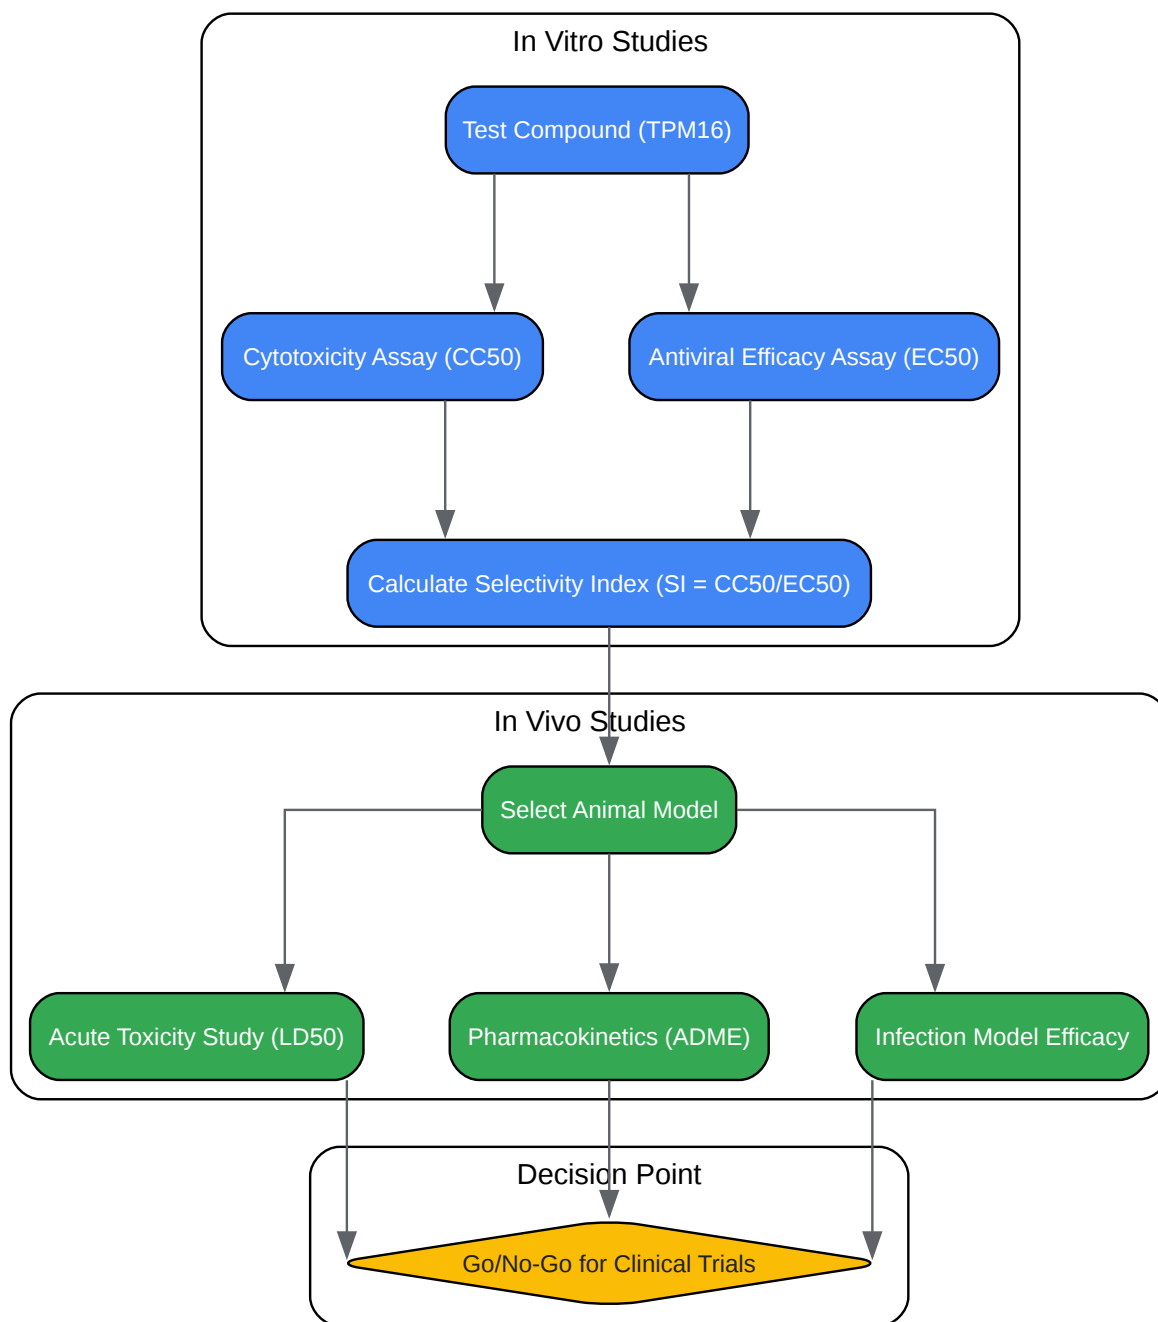 In Vitro Studies
Test Compound (TPM16)
Cytotoxicity Assay (CC50)
Antiviral Efficacy Assay (EC50)
Calculate Selectivity Index (SI = CC50/EC50)
In Vivo Studies
Select Animal Model
Acute Toxicity Study (LD50)
Pharmacokinetics (ADME)
Infection Model Efficacy
Decision Point
Go/No-Go for Clinical Trials